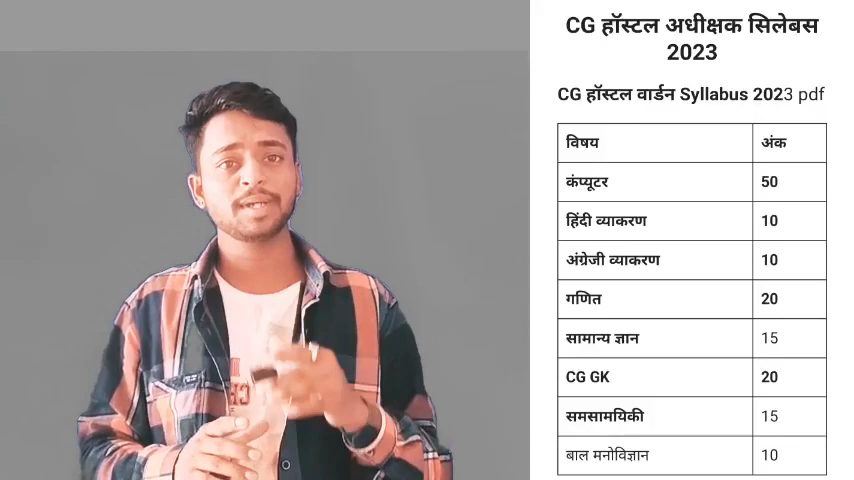 CG हॉस्टल अधीक्षक सिलेबस
2023
CG हॉस्टल वार्डन Syllabus 2023 pdf
विषय अंक
कंप्यूटर 50
हिंदी व्याकरण 10
अंग्रेजी व्याकरण 10
गणित 20
सामान्य ज्ञान 15
CG GK 20
समसामयिकी 15
बाल मनोविज्ञान 10